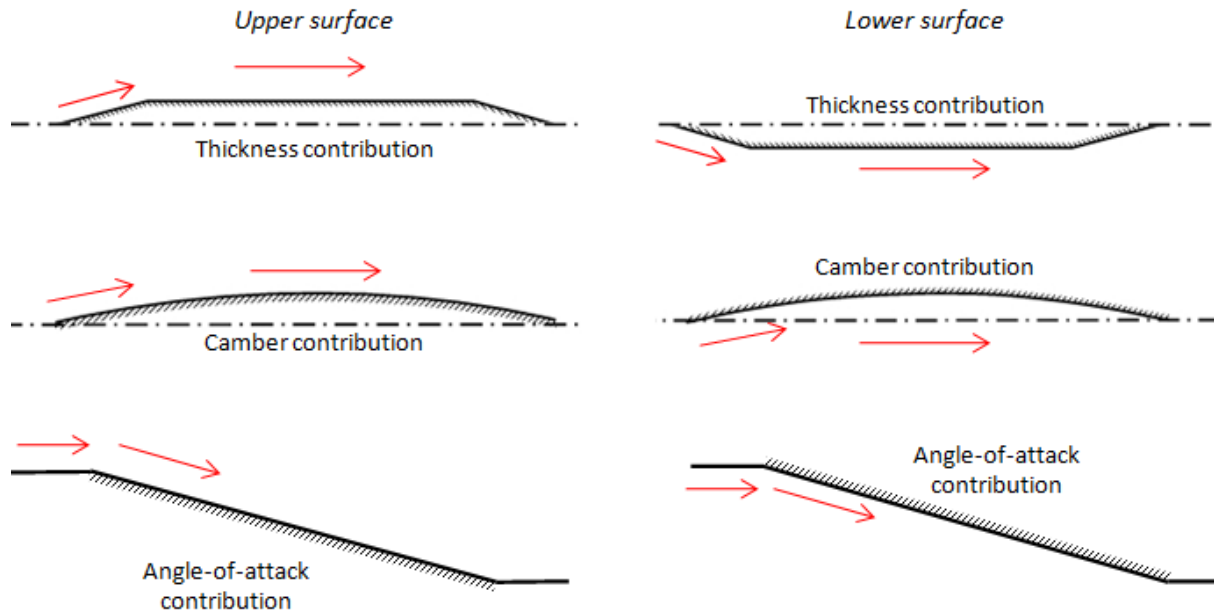 Upper surface
Lower surface
Thickness contribution
Thickness contribution
Camber contribution
Camber contribution
Angle-of-attack
contribution
Angle-of-attack
contribution